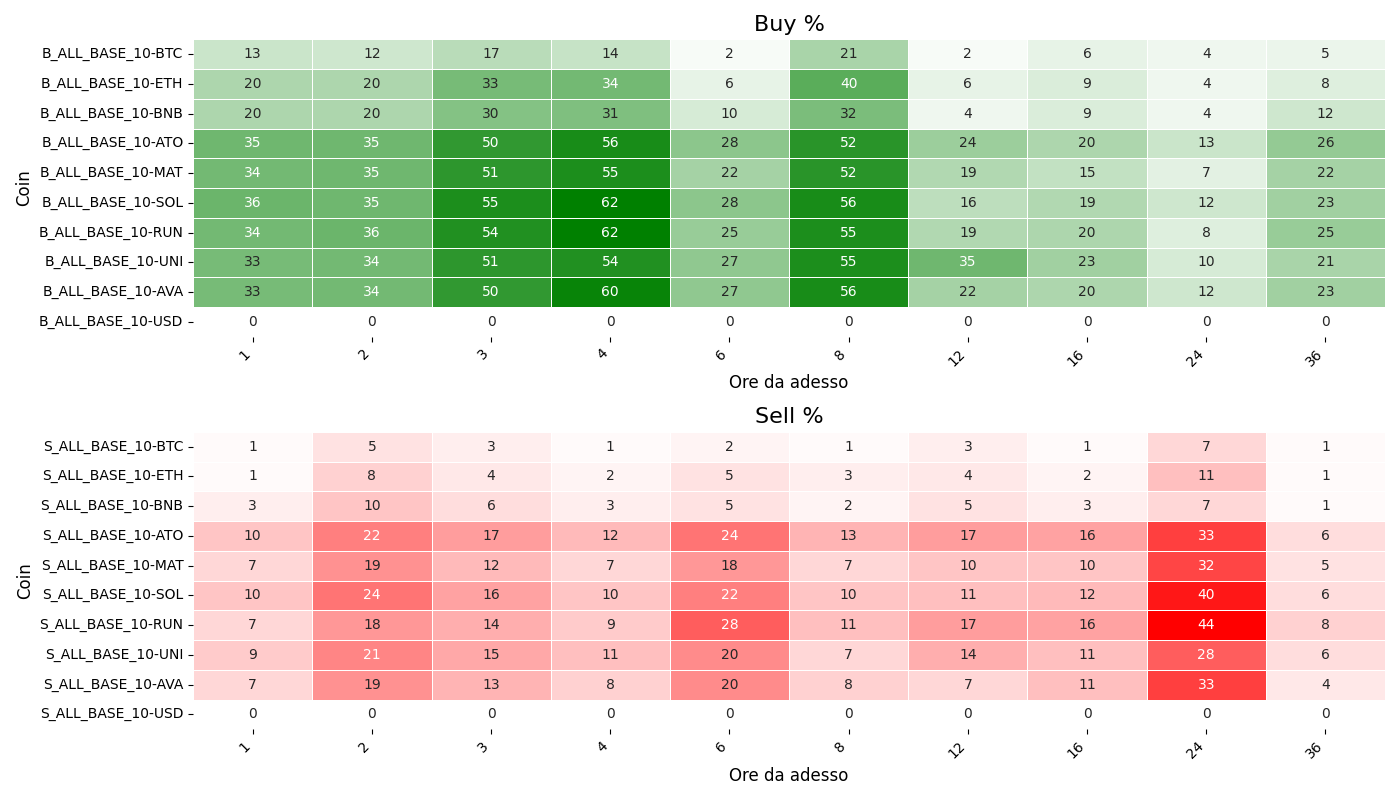 Buy %
Coin
B_ALL_BASE_10-BTC 13 12 17 14 2 21 2 6 4 5
B_ALL_BASE_10-ETH 20 20 33 34 6 40 6 9 4 8
B_ALL_BASE_10-BNB 20 20 30 31 10 32 4 9 4 12
B_ALL_BASE_10-ATO 35 35 50 56 28 52 24 20 13 26
B_ALL_BASE_10-MAT 34 35 51 55 22 52 19 15 7 22
B_ALL_BASE_10-SOL 36 35 55 62 28 56 16 19 12 23
B_ALL_BASE_10-RUN 34 36 54 62 25 55 19 20 8 25
B_ALL_BASE_10-UNI 33 34 51 54 27 55 35 23 10 21
B_ALL_BASE_10-AVA 33 34 50 60 27 56 22 20 12 23
B_ALL_BASE_10-USD 0 0 0 0 0 0 0 0 0 0
1 2 3 4 6 8 12 16 24 36
Ore da adesso
Sell %
Coin
S_ALL_BASE_10-BTC 1 5 3 1 2 1 3 1 7 1
S_ALL_BASE_10-ETH 1 8 4 2 5 3 4 2 11 1
S_ALL_BASE_10-BNB 3 10 6 3 5 2 5 3 7 1
S_ALL_BASE_10-ATO 10 22 17 12 24 13 17 16 33 6
S_ALL_BASE_10-MAT 7 19 12 7 18 7 10 10 32 5
S_ALL_BASE_10-SOL 10 24 16 10 22 10 11 12 40 6
S_ALL_BASE_10-RUN 7 18 14 9 28 11 17 16 44 8
S_ALL_BASE_10-UNI 9 21 15 11 20 7 14 11 28 6
S_ALL_BASE_10-AVA 7 19 13 8 20 8 7 11 33 4
S_ALL_BASE_10-USD 0 0 0 0 0 0 0 0 0 0
1 2 3 4 6 8 12 16 24 36
Ore da adesso